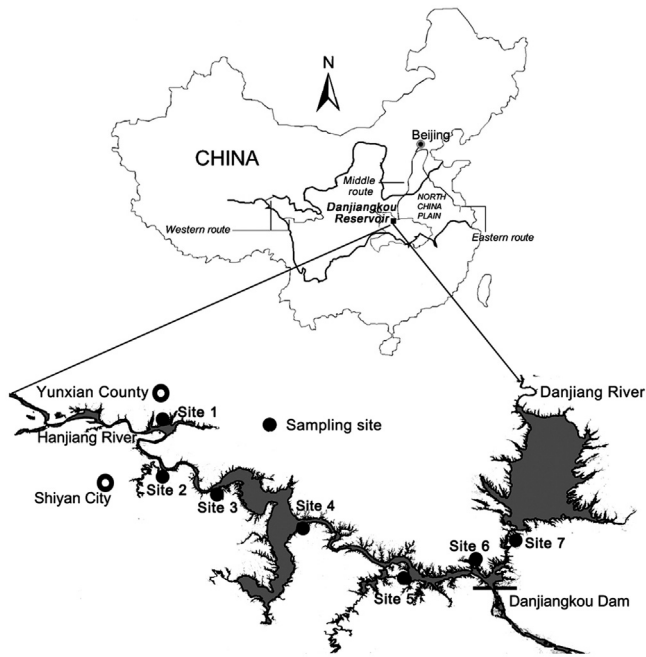 N
Beijing
CHINA
Middle
route
NORTH
CHINA
PLAIN
Danjiangkou
Reservoir
Western route
Eastern route
Yunxian County
Danjiang River
Site 1
Hanjiang River
Sampling site
Shiyan City
Site 2
Site 3
Site 4
Site 5
Site 6
Site 7
Danjiangkou Dam